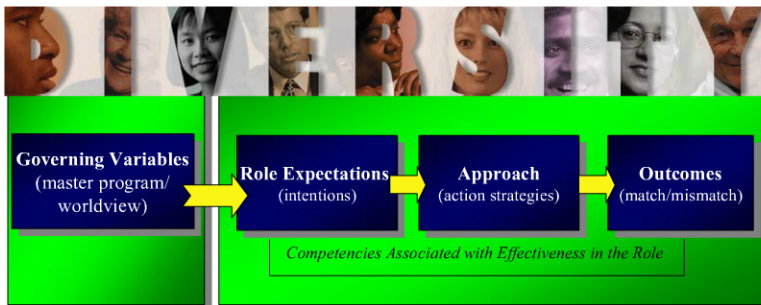 DIVERSITY
Governing Variables
(master program/
worldview)
Role Expectations
(intentions)
Approach
(action strategies)
Outcomes
(match/mismatch)
Competencies Associated with Effectiveness in the Role